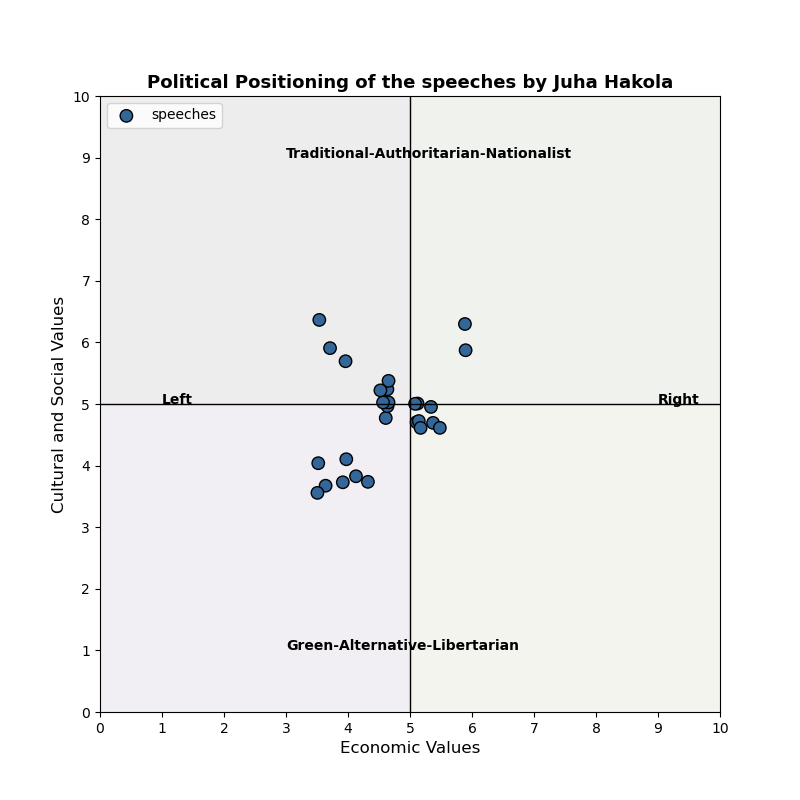 Political Positioning of the speeches by Juha Hakola
speeches
Traditional-Authoritarian-Nationalist
Left
Right
Green-Alternative-Libertarian
Cultural and Social Values
10
9
8
7
6
5
4
3
2
1
0
0 1 2 3 4 5 6 7 8 9 10
Economic Values